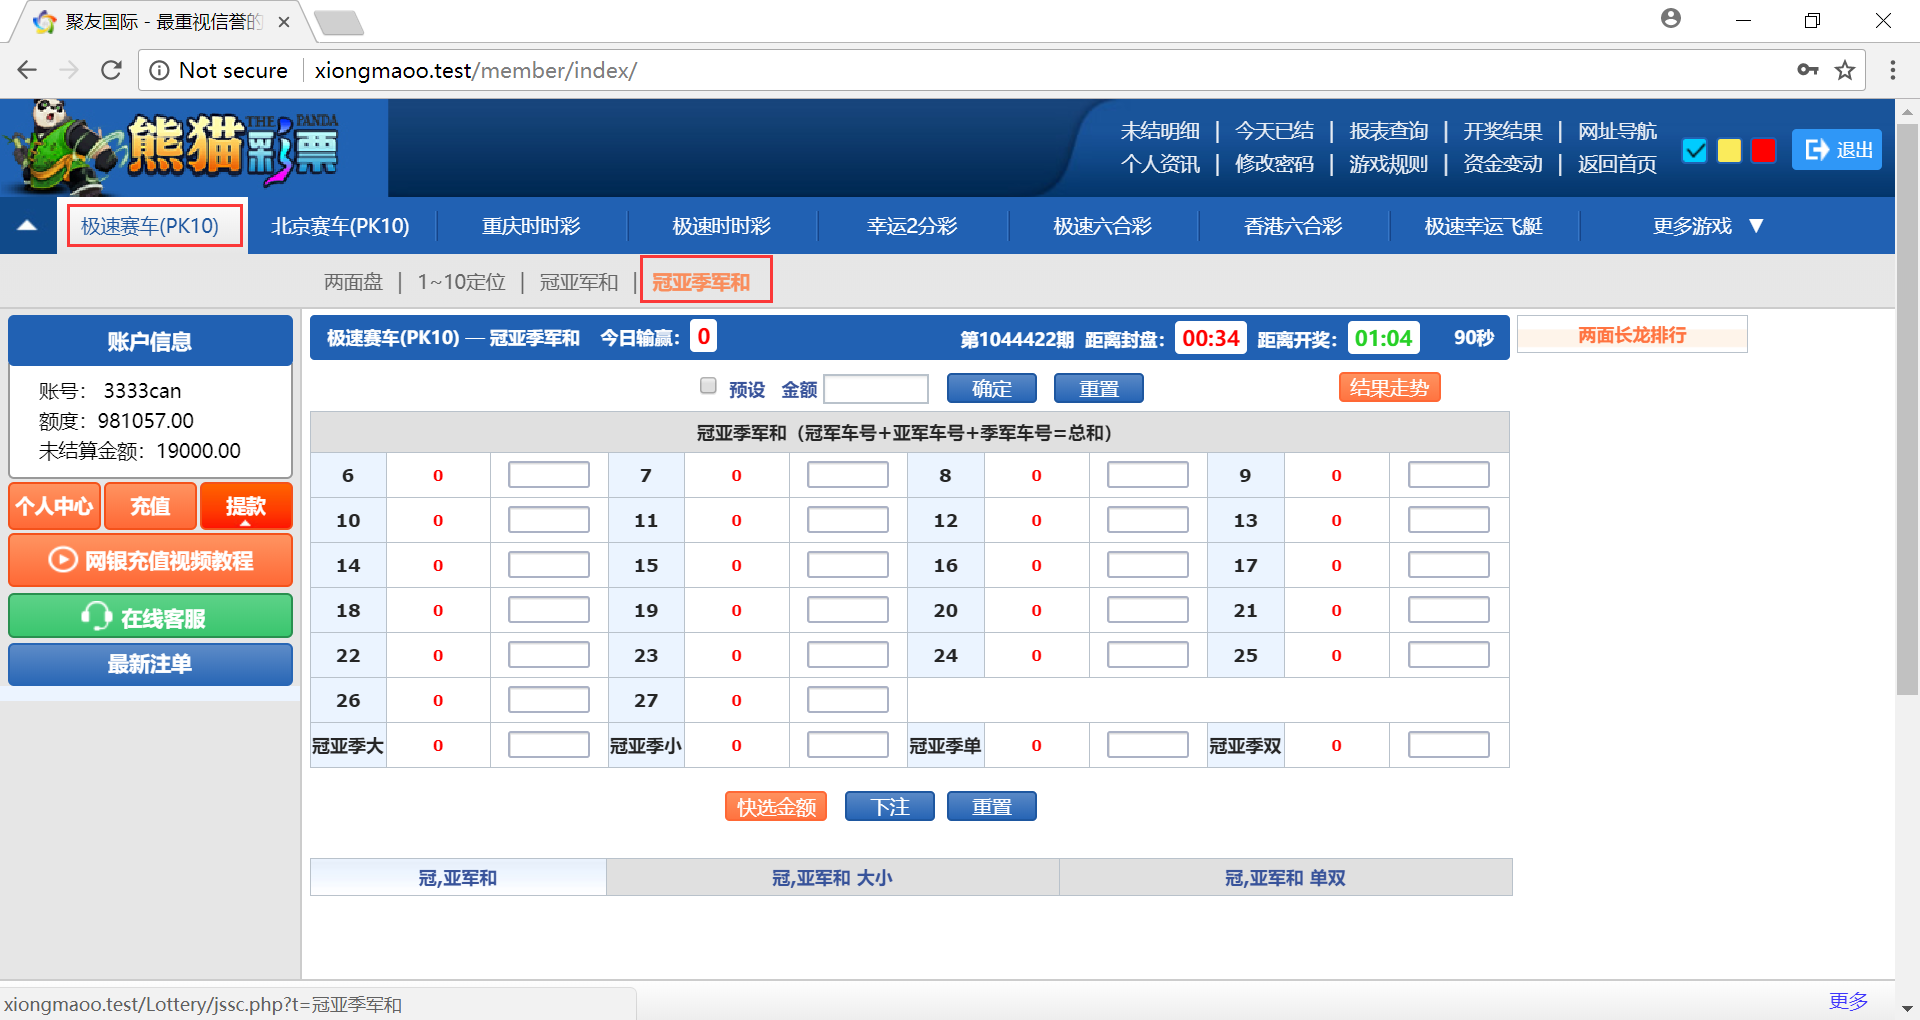 聚友国际 - 最重视信誉的
Not secure
xiongmaoo.test/member/index/
熊猫彩票
THE PANDA
未结明细 | 今天已结 | 报表查询 | 开奖结果 | 网址导航
个人资讯 | 修改密码 | 游戏规则 | 资金变动 | 返回首页
退出
极速赛车(PK10) 北京赛车(PK10) 重庆时时彩 极速时时彩 幸运2分彩 极速六合彩 香港六合彩 极速幸运飞艇 更多游戏 ▼
两面盘 | 1~10定位 | 冠亚军和 | 冠亚季军和
账户信息
账号: 3333can
额度: 981057.00
未结算金额: 19000.00
个人中心 充值 提款
网银充值视频教程
在线客服
最新注单
极速赛车(PK10) — 冠亚季军和 今日输赢: 0 第1044422期 距离封盘: 00:34 距离开奖: 01:04 90秒
两面长龙排行
预设 金额 确定 重置 结果走势
冠亚季军和（冠军车号+亚军车号+季军车号=总和）
6 0 7 0 8 0 9 0
10 0 11 0 12 0 13 0
14 0 15 0 16 0 17 0
18 0 19 0 20 0 21 0
22 0 23 0 24 0 25 0
26 0 27 0
冠亚季大 0 冠亚季小 0 冠亚季单 0 冠亚季双 0
快选金额 下注 重置
冠,亚军和 冠,亚军和 大小 冠,亚军和 单双
xiongmaoo.test/Lottery/jssc.php?t=冠亚季军和
更多